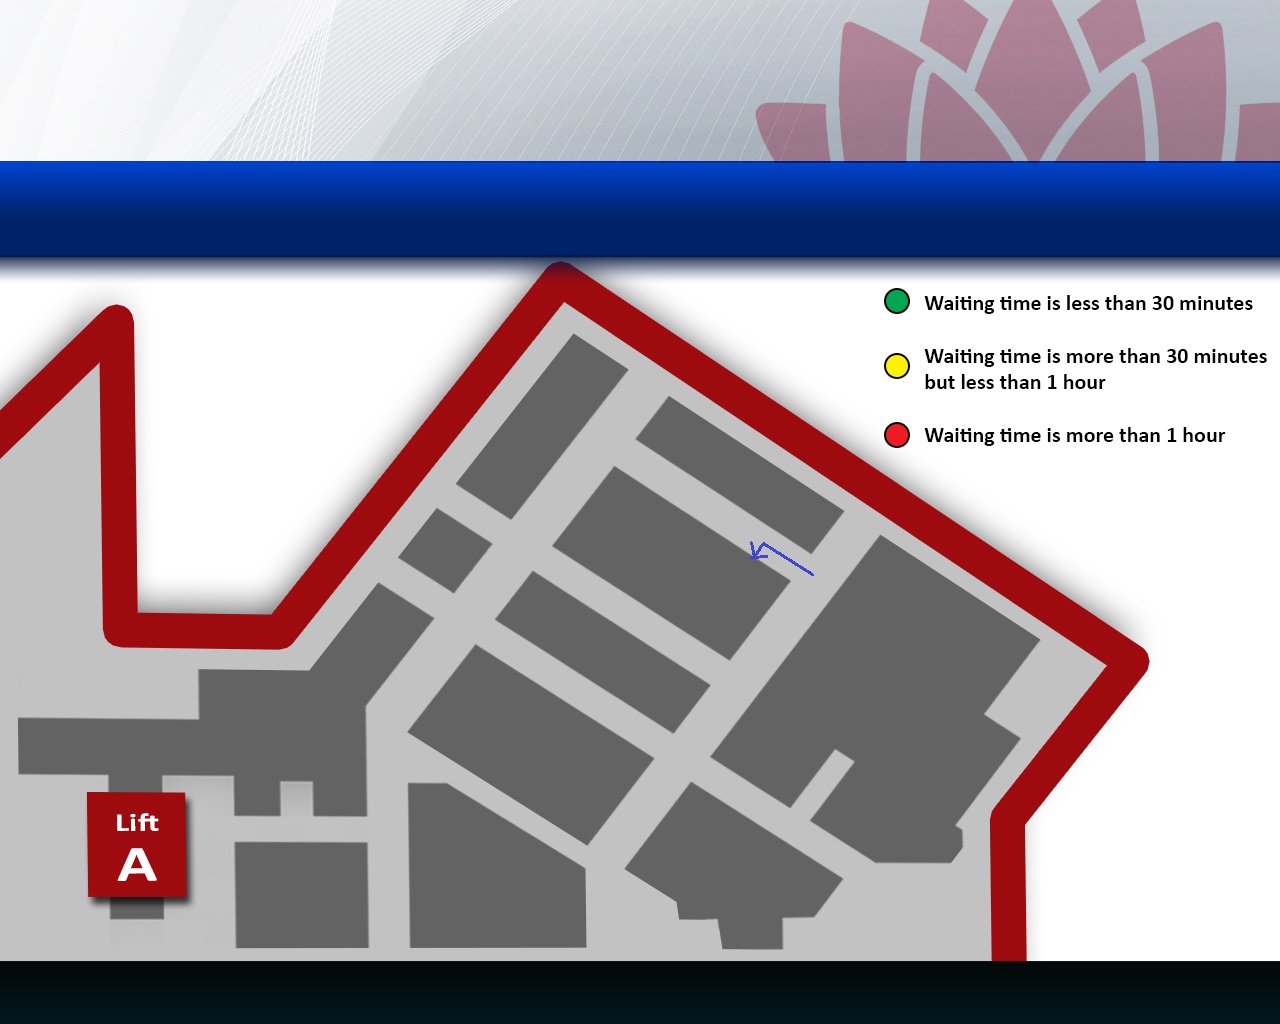 Waiting time is less than 30 minutes
Waiting time is more than 30 minutes
but less than 1 hour
Waiting time is more than 1 hour
Lift
A